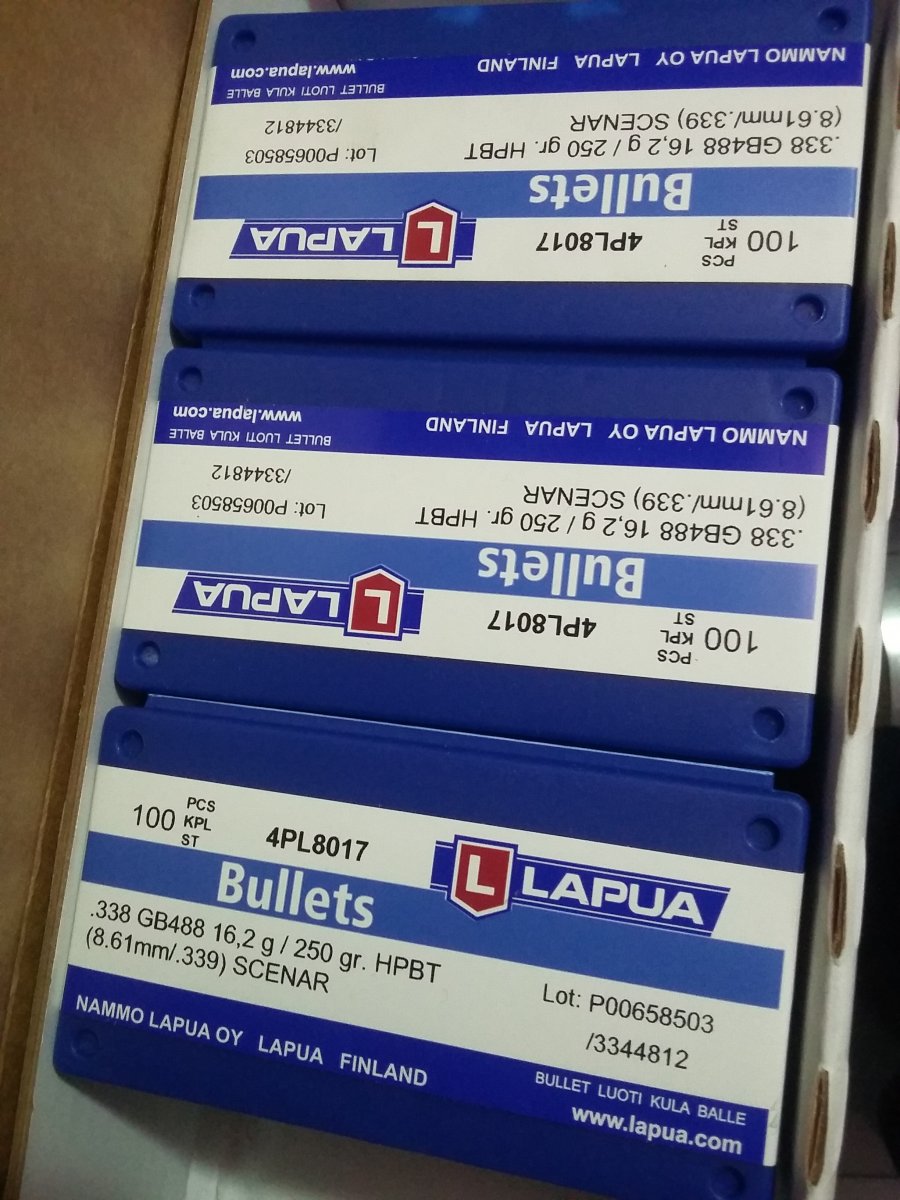 NAMMO LAPUA OY LAPUA FINLAND
BULLET LUOTI KULA BALLE
www.lapua.com
.338 GB488 16,2 g / 250 gr. HPBT
(8.61mm/.339) SCENAR
Lot: P00658503
/3344812
Bullets
100 PCS KPL ST
4PL8017
L LAPUA
NAMMO LAPUA OY LAPUA FINLAND
BULLET LUOTI KULA BALLE
www.lapua.com
.338 GB488 16,2 g / 250 gr. HPBT
(8.61mm/.339) SCENAR
Lot: P00658503
/3344812
Bullets
100 PCS KPL ST
4PL8017
L LAPUA
100 PCS KPL ST
4PL8017
L LAPUA
Bullets
.338 GB488 16,2 g / 250 gr. HPBT
(8.61mm/.339) SCENAR
Lot: P00658503
/3344812
NAMMO LAPUA OY LAPUA FINLAND
BULLET LUOTI KULA BALLE
www.lapua.com